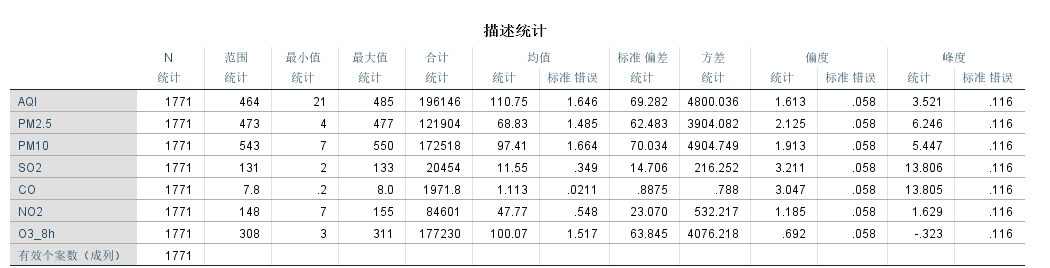 描述统计
N 范围 最小值 最大值 合计 均值 标准 偏差 方差 偏度 峰度
统计 统计 统计 统计 统计 统计 标准 错误 统计 统计 统计 标准 错误 统计 标准 错误
AQI 1771 464 21 485 196146 110.75 1.646 69.282 4800.036 1.613 .058 3.521 .116
PM2.5 1771 473 4 477 121904 68.83 1.485 62.483 3904.082 2.125 .058 6.246 .116
PM10 1771 543 7 550 172518 97.41 1.664 70.034 4904.749 1.913 .058 5.447 .116
SO2 1771 131 2 133 20454 11.55 .349 14.706 216.252 3.211 .058 13.806 .116
CO 1771 7.8 .2 8.0 1971.8 1.113 .0211 .8875 .788 3.047 .058 13.805 .116
NO2 1771 148 7 155 84601 47.77 .548 23.070 532.217 1.185 .058 1.629 .116
O3_8h 1771 308 3 311 177230 100.07 1.517 63.845 4076.218 .692 .058 -.323 .116
有效个案数（成列） 1771